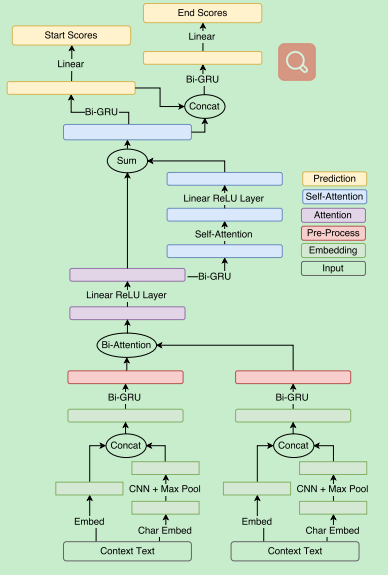 End Scores
Start Scores
Linear
Linear
Bi-GRU
Bi-GRU
Concat
Sum
Prediction
Linear ReLU Layer
Self-Attention
Attention
Self-Attention
Pre-Process
Embedding
Bi-GRU
Input
Linear ReLU Layer
Bi-Attention
Bi-GRU
Bi-GRU
Concat
Concat
CNN + Max Pool
CNN + Max Pool
Embed
Char Embed
Embed
Char Embed
Context Text
Context Text